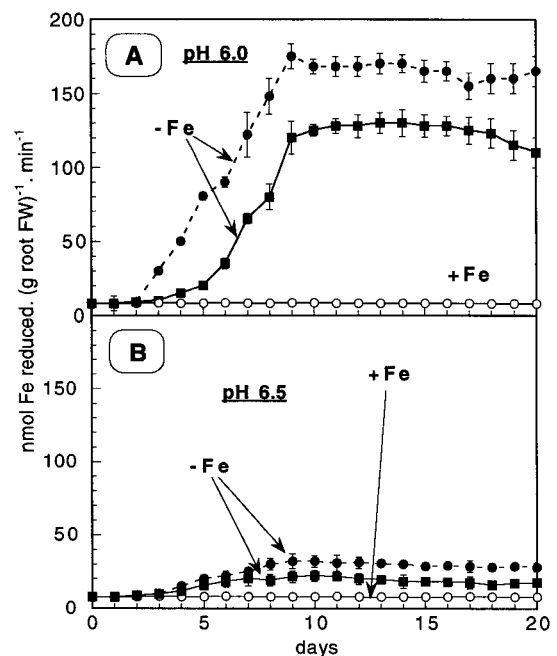 A
pH 6.0
-Fe
+Fe
200
150
100
50
0
B
pH 6.5
+Fe
-Fe
150
100
50
0
0
5
10
15
20
days
nmol Fe reduced. (g root FW)⁻¹. min⁻¹